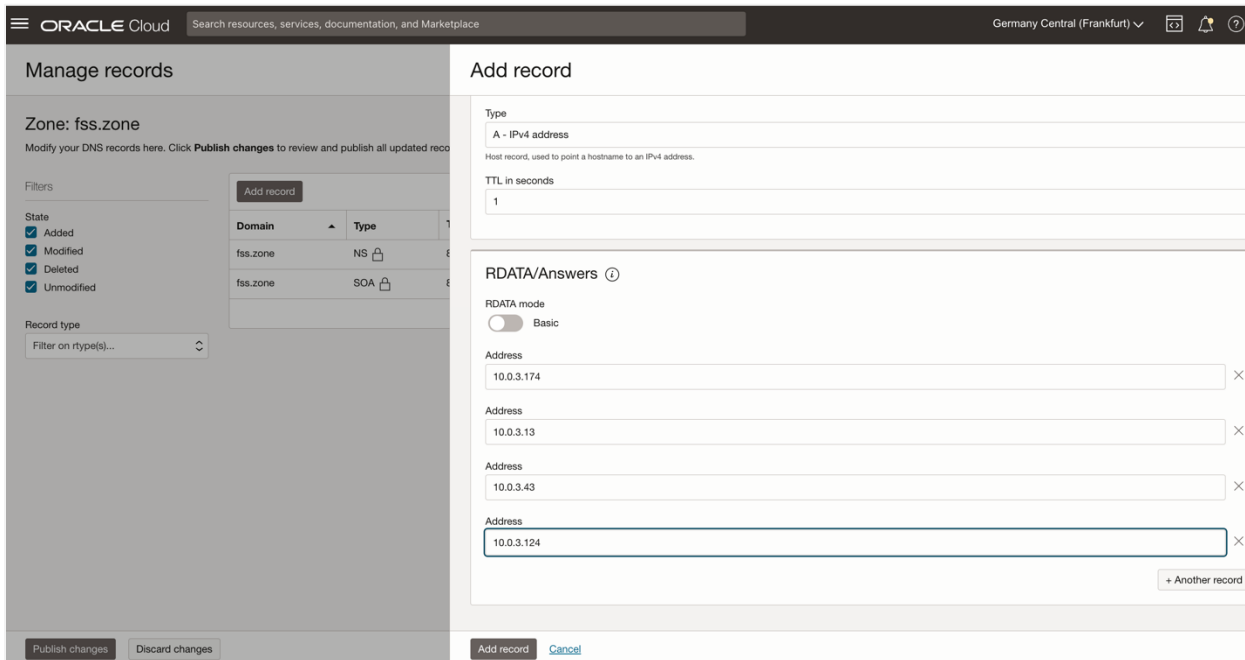 ORACLE Cloud
Search resources, services, documentation, and Marketplace
Germany Central (Frankfurt)
Manage records
Zone: fss.zone
Modify your DNS records here. Click Publish changes to review and publish all updated reco
Filters
State
Added
Modified
Deleted
Unmodified
Record type
Filter on rtype(s)...
Add record
Domain Type
fss.zone NS
fss.zone SOA
Publish changes Discard changes
Add record
Type
A - IPv4 address
Host record, used to point a hostname to an IPv4 address.
TTL in seconds
1
RDATA/Answers
RDATA mode
Basic
Address
10.0.3.174
Address
10.0.3.13
Address
10.0.3.43
Address
10.0.3.124
+ Another record
Add record Cancel